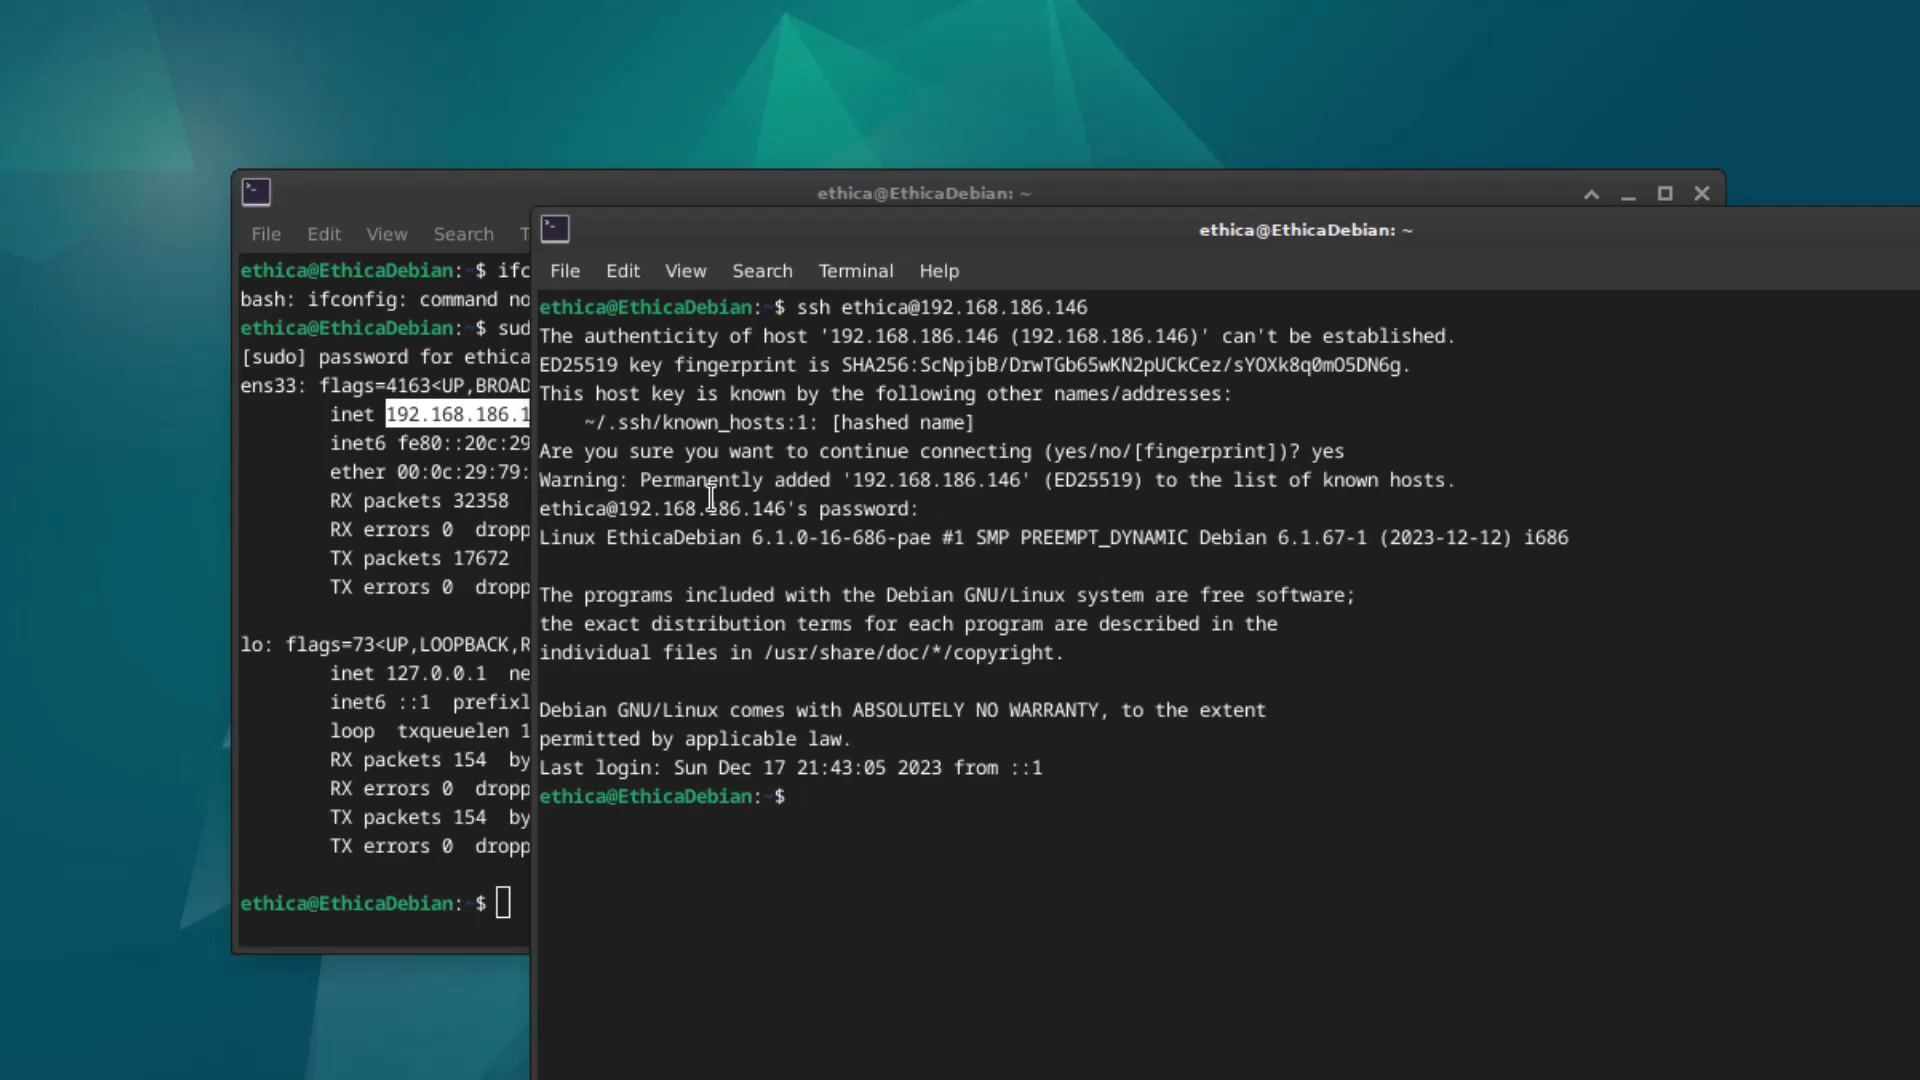 ethica@EthicaDebian: ~
File Edit View Search T
ethica@EthicaDebian:~$ ifc
bash: ifconfig: command no
ethica@EthicaDebian:~$ sud
[sudo] password for ethica
ens33: flags=4163<UP,BROAD
inet 192.168.186.1
inet6 fe80::20c:29
ether 00:0c:29:79:
RX packets 32358
RX errors 0 dropp
TX packets 17672
TX errors 0 dropp
lo: flags=73<UP,LOOPBACK,R
inet 127.0.0.1 ne
inet6 ::1 prefixl
loop txqueuelen 1
RX packets 154 by
RX errors 0 dropp
TX packets 154 by
TX errors 0 dropp
ethica@EthicaDebian:~$
ethica@EthicaDebian: ~
File Edit View Search Terminal Help
ethica@EthicaDebian:~$ ssh ethica@192.168.186.146
The authenticity of host '192.168.186.146 (192.168.186.146)' can't be established.
ED25519 key fingerprint is SHA256:ScNpjbB/DrwTGb65wKN2pUCkCez/sYOXk8q0mO5DN6g.
This host key is known by the following other names/addresses:
~/.ssh/known_hosts:1: [hashed name]
Are you sure you want to continue connecting (yes/no/[fingerprint])? yes
Warning: Permanently added '192.168.186.146' (ED25519) to the list of known hosts.
ethica@192.168.186.146's password:
Linux EthicaDebian 6.1.0-16-686-pae #1 SMP PREEMPT_DYNAMIC Debian 6.1.67-1 (2023-12-12) i686
The programs included with the Debian GNU/Linux system are free software;
the exact distribution terms for each program are described in the
individual files in /usr/share/doc/*/copyright.
Debian GNU/Linux comes with ABSOLUTELY NO WARRANTY, to the extent
permitted by applicable law.
Last login: Sun Dec 17 21:43:05 2023 from ::1
ethica@EthicaDebian:~$